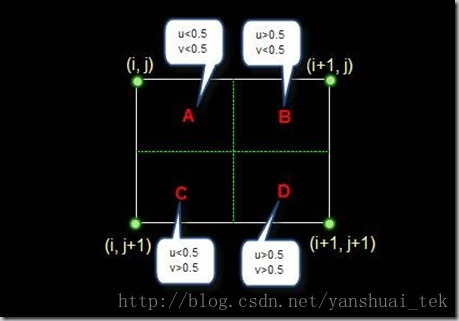 u<0.5
v<0.5
u>0.5
v<0.5
(i, j)
(i+1, j)
A
B
C
D
(i, j+1)
(i+1, j+1)
u<0.5
v>0.5
u>0.5
v>0.5
http://blog.csdn.net/yanshuai_tek